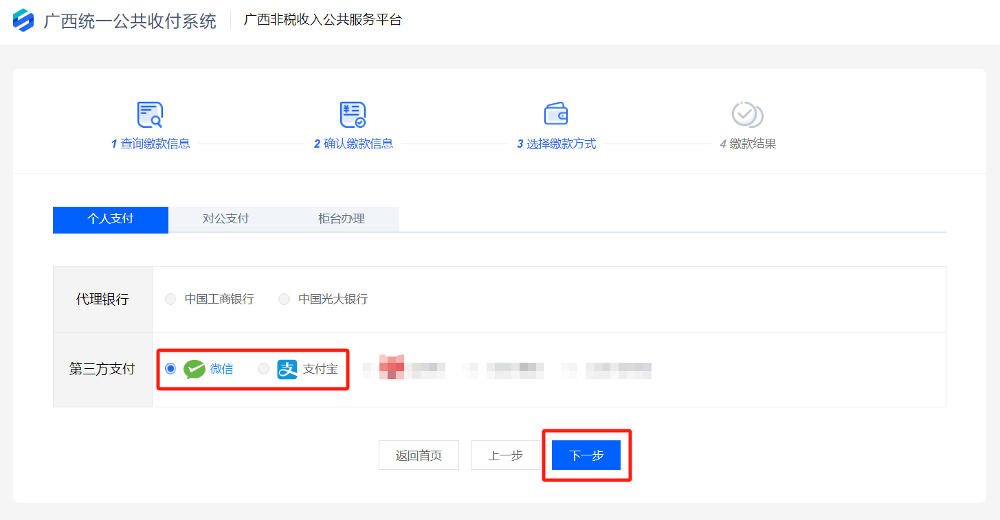 广西统一公共收付系统 广西非税收入公共服务平台
1 查询缴款信息 2 确认缴款信息 3 选择缴款方式 4 缴款结果
个人支付 对公支付 柜台办理
代理银行 中国工商银行 中国光大银行
第三方支付 微信 支 支付宝
返回首页 上一步 下一步